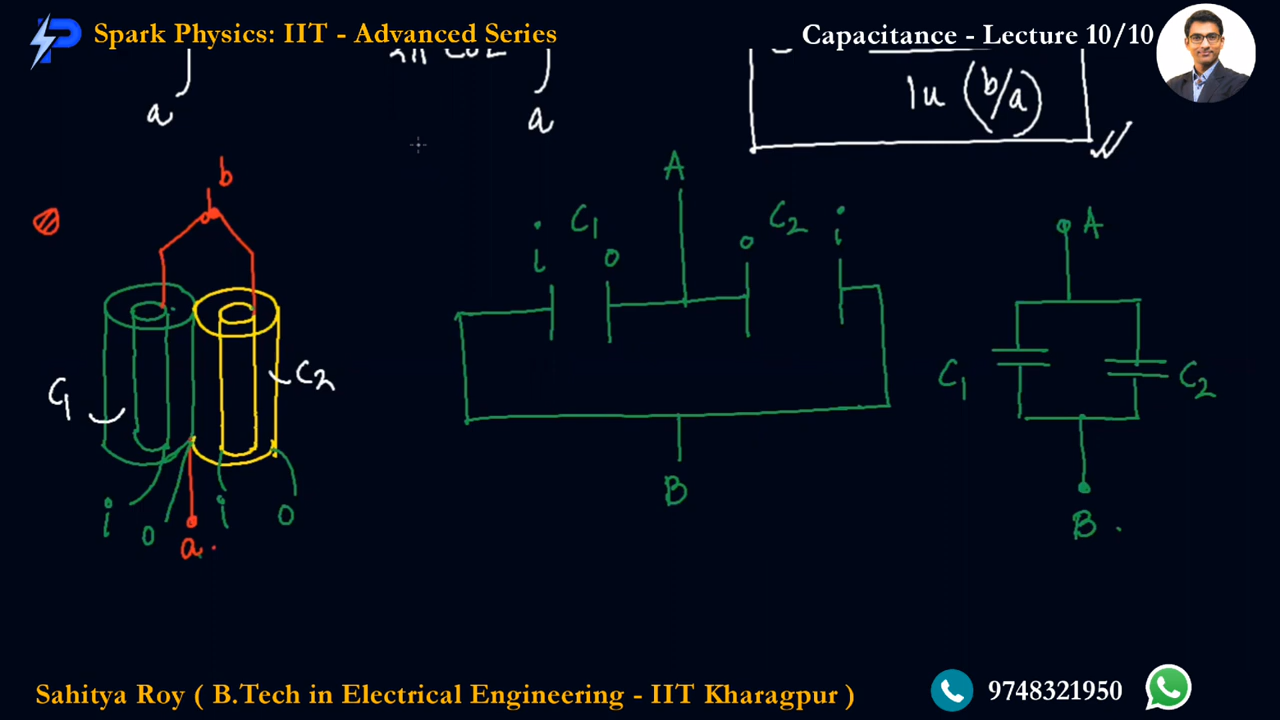 Spark Physics: IIT - Advanced Series
Capacitance - Lecture 10/10
a
a
ln (b/a)
b
A
i C1 o
o C2 i
A
C1
C2
C1
C2
B
B.
i o a. i o
Sahitya Roy ( B.Tech in Electrical Engineering - IIT Kharagpur )
9748321950